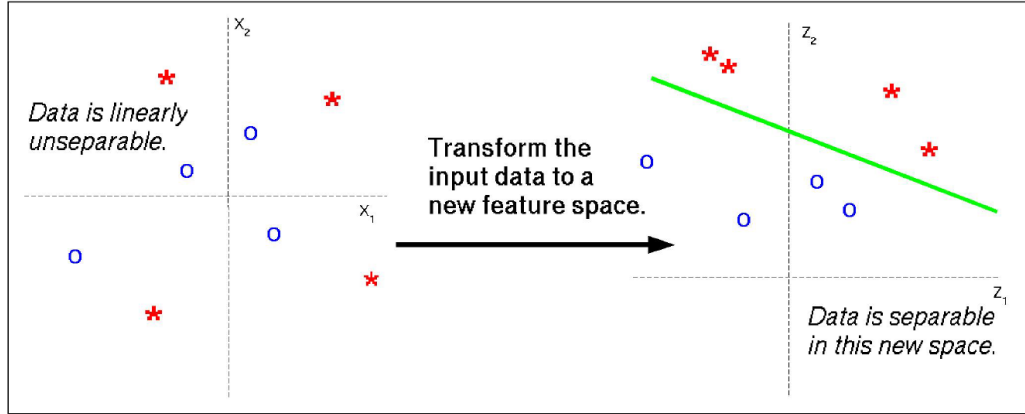 X2
Data is linearly
unseparable.
X1
Transform the
input data to a
new feature space.
Z2
Z1
Data is separable
in this new space.